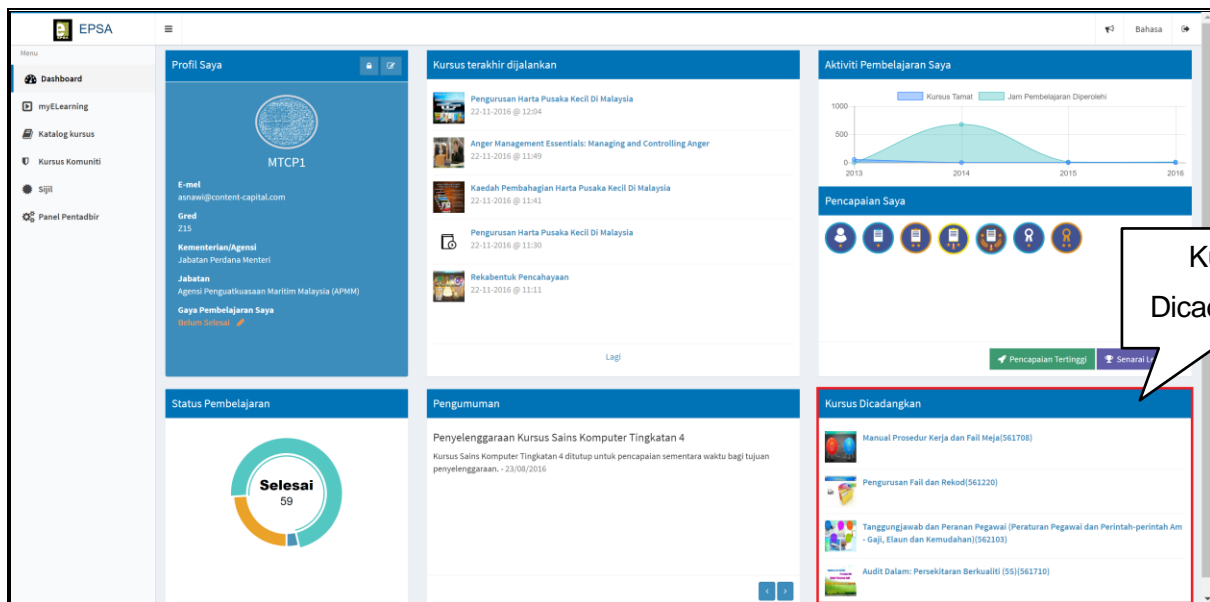 EPSA
Bahasa
Menu
Dashboard
myELearning
Katalog kursus
Kursus Komuniti
Sijil
Panel Pentadbir
Profil Saya
MTCP1
E-mel
asnawi@content-capital.com
Gred
Z15
Kementerian/Agensi
Jabatan Perdana Menteri
Jabatan
Agensi Penguatkuasaan Maritim Malaysia (APMM)
Gaya Pembelajaran Saya
Belum Selesai
Kursus terakhir dijalankan
Pengurusan Harta Pusaka Kecil Di Malaysia
22-11-2016 @ 12:04
Anger Management Essentials: Managing and Controlling Anger
22-11-2016 @ 11:49
Kaedah Pembahagian Harta Pusaka Kecil Di Malaysia
22-11-2016 @ 11:41
Pengurusan Harta Pusaka Kecil Di Malaysia
22-11-2016 @ 11:30
Rekabentuk Pencahayaan
22-11-2016 @ 11:11
Lagi
Aktiviti Pembelajaran Saya
Kursus Tamat Jam Pembelajaran Diperolehi
1000
500
0
2013 2014 2015 2016
Pencapaian Saya
Pencapaian Tertinggi
Senarai
Status Pembelajaran
Selesai
59
Pengumuman
Penyelenggaraan Kursus Sains Komputer Tingkatan 4
Kursus Sains Komputer Tingkatan 4 ditutup untuk pencapaian sementara waktu bagi tujuan
penyelenggaraan. - 23/08/2016
Kursus Dicadangkan
Manual Prosedur Kerja dan Fail Meja(561708)
Pengurusan Fail dan Rekod(561220)
Tanggungjawab dan Peranan Pegawai (Peraturan Pegawai dan Perintah-perintah Am
- Gaji, Elaun dan Kemudahan)(562103)
Audit Dalam: Persekitaran Berkualiti (5S)(561710)